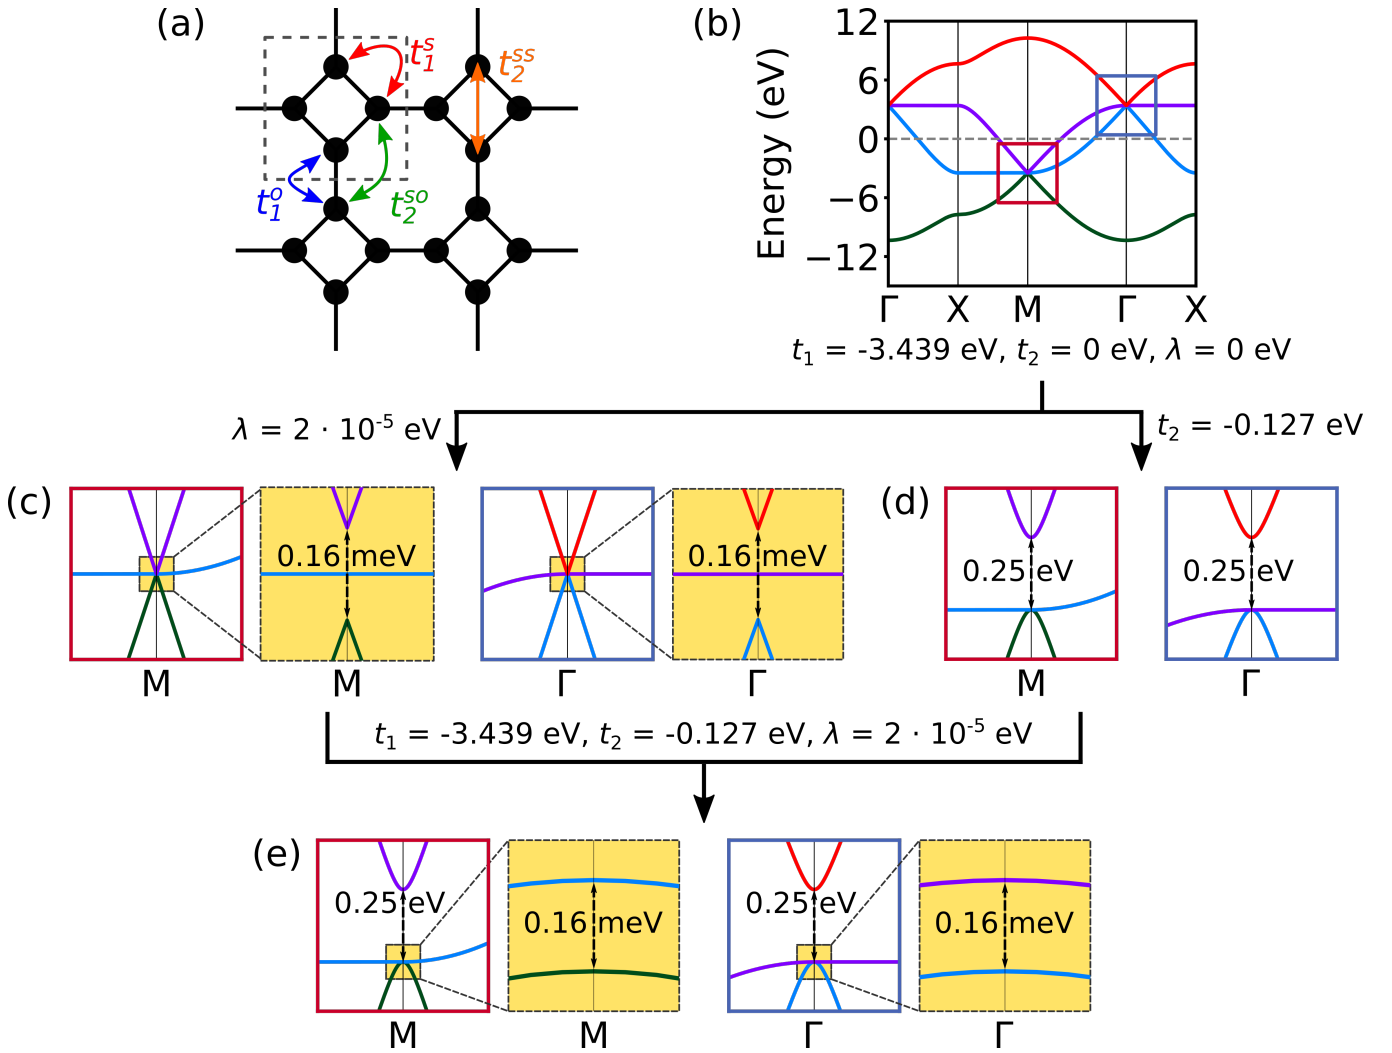 (a)
t₁ˢ
t₂ˢˢ
t₁ᵒ
t₂ˢᵒ
(b)
Energy (eV)
12
6
0
−6
−12
Γ X M Γ X
t₁ = -3.439 eV, t₂ = 0 eV, λ = 0 eV
λ = 2 · 10⁻⁵ eV
t₂ = -0.127 eV
(c)
0.16 meV
0.16 meV
M M Γ Γ
(d)
0.25 eV
0.25 eV
M Γ
t₁ = -3.439 eV, t₂ = -0.127 eV, λ = 2 · 10⁻⁵ eV
(e)
0.25 eV
0.16 meV
0.25 eV
0.16 meV
M M Γ Γ